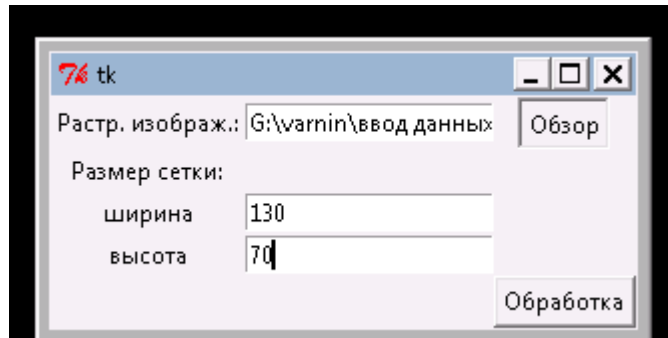 tk
Растр. изображ.: G:\varnin\ввод данных Обзор
Размер сетки:
ширина 130
высота 70
Обработка